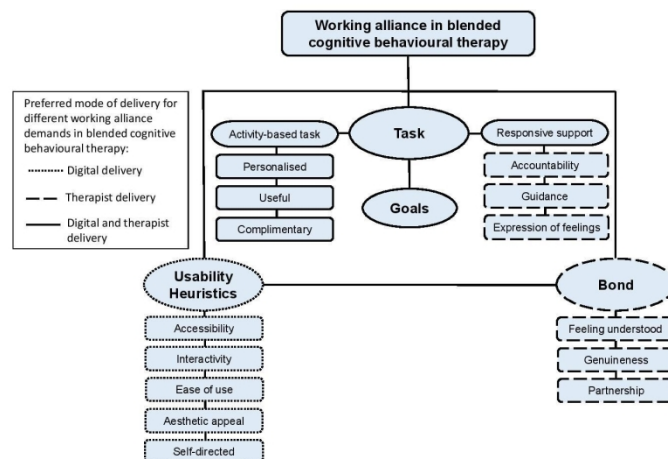 Working alliance in blended
cognitive behavioural therapy
Preferred mode of delivery for
different working alliance
demands in blended cognitive
behavioural therapy:
Digital delivery
Therapist delivery
Digital and therapist
delivery
Activity-based task
Task
Responsive support
Personalised
Useful
Complimentary
Goals
Accountability
Guidance
Expression of feelings
Usability
Heuristics
Bond
Accessibility
Interactivity
Ease of use
Aesthetic appeal
Self-directed
Feeling understood
Genuineness
Partnership